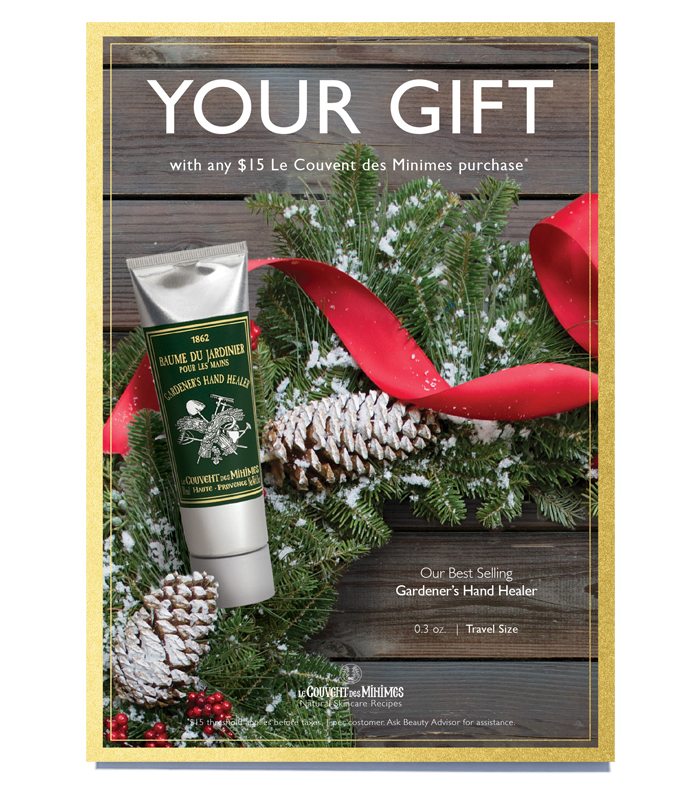 YOUR GIFT
with any $15 Le Couvent des Minimes purchase*
1862
BAUME DU JARDINIER
POUR LES MAINS
GARDENER'S HAND HEALER
LE COUVENT DES MINIMES
HAUTE - PROVENCE
Our Best Selling
Gardener's Hand Healer
0.3 oz. | Travel Size
LE COUVENT DES MINIMES
Natural Skincare Recipes
*$15 threshold applies before taxes. 1 per customer. Ask Beauty Advisor for assistance.